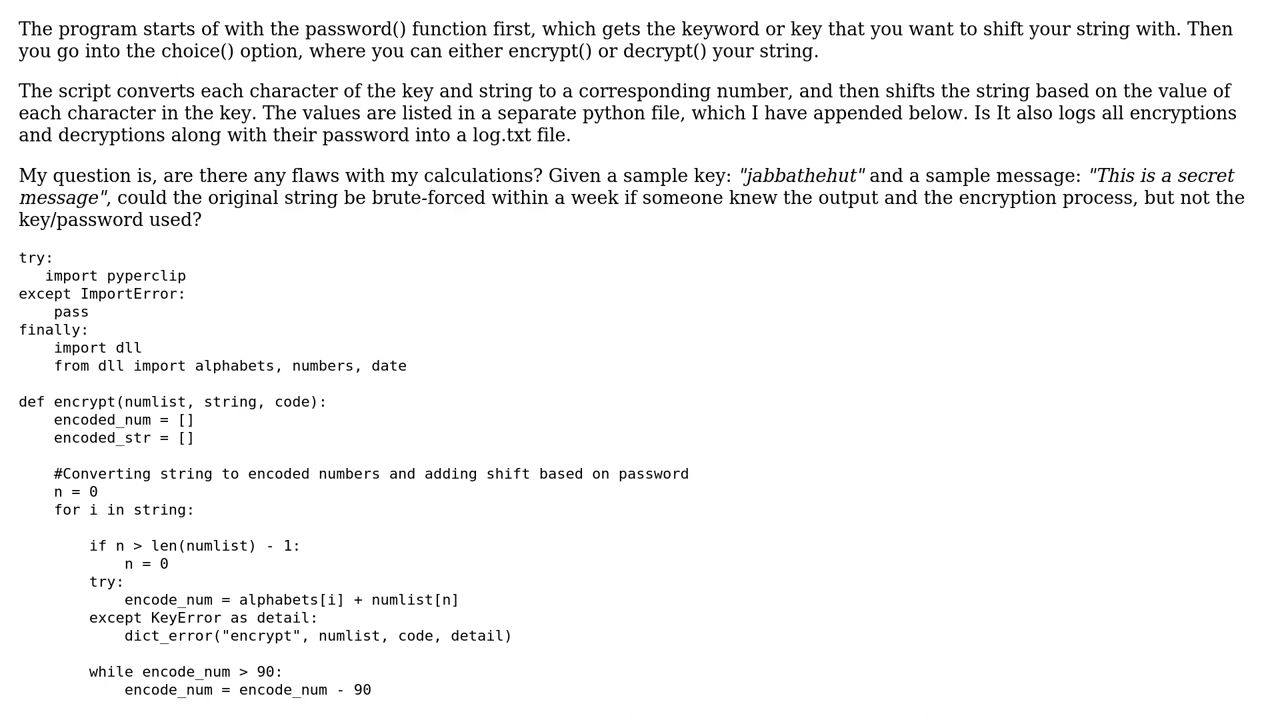 The program starts of with the password() function first, which gets the keyword or key that you want to shift your string with. Then
you go into the choice() option, where you can either encrypt() or decrypt() your string.
The script converts each character of the key and string to a corresponding number, and then shifts the string based on the value of
each character in the key. The values are listed in a separate python file, which I have appended below. Is It also logs all encryptions
and decryptions along with their password into a log.txt file.
My question is, are there any flaws with my calculations? Given a sample key: "jabbathehut" and a sample message: "This is a secret
message", could the original string be brute-forced within a week if someone knew the output and the encryption process, but not the
key/password used?
try:
   import pyperclip
except ImportError:
    pass
finally:
    import dll
    from dll import alphabets, numbers, date
def encrypt(numlist, string, code):
    encoded_num = []
    encoded_str = []
    #Converting string to encoded numbers and adding shift based on password
    n = 0
    for i in string:
        if n > len(numlist) - 1:
            n = 0
        try:
            encode_num = alphabets[i] + numlist[n]
        except KeyError as detail:
            dict_error("encrypt", numlist, code, detail)
        while encode_num > 90:
            encode_num = encode_num - 90